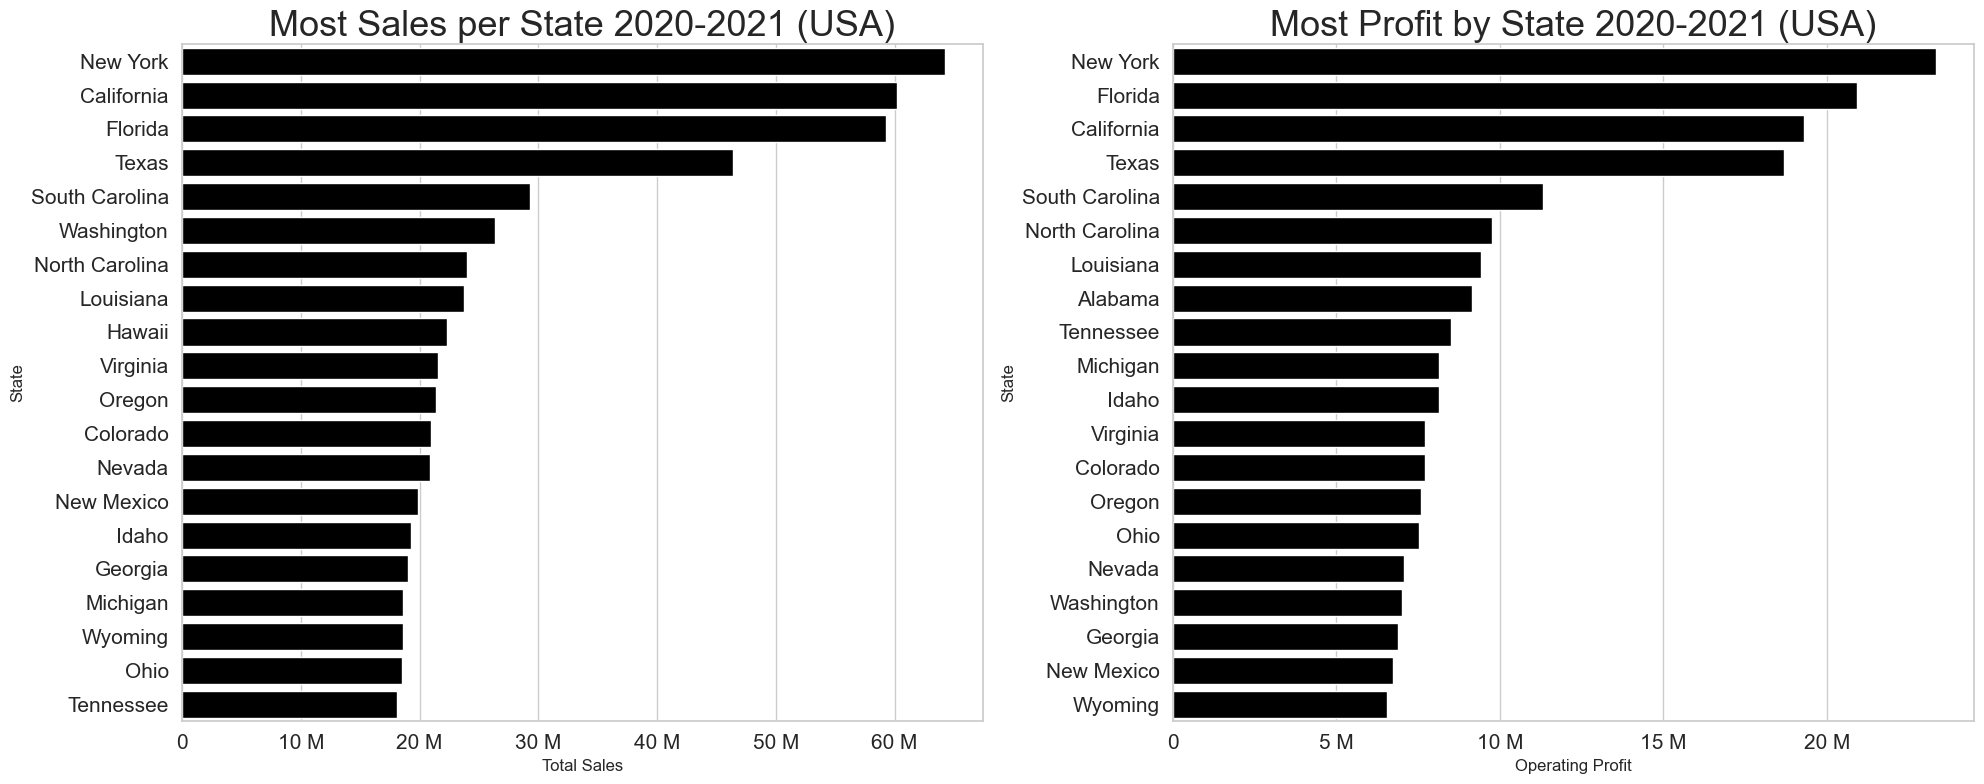 Most Sales per State 2020-2021 (USA)
New York
California
Florida
Texas
South Carolina
Washington
North Carolina
Louisiana
Hawaii
Virginia
Oregon
Colorado
Nevada
New Mexico
Idaho
Georgia
Michigan
Wyoming
Ohio
Tennessee
State
0 10 M 20 M 30 M 40 M 50 M 60 M
Total Sales
Most Profit by State 2020-2021 (USA)
New York
Florida
California
Texas
South Carolina
North Carolina
Louisiana
Alabama
Tennessee
Michigan
Idaho
Virginia
Colorado
Oregon
Ohio
Nevada
Washington
Georgia
New Mexico
Wyoming
State
0 5 M 10 M 15 M 20 M
Operating Profit